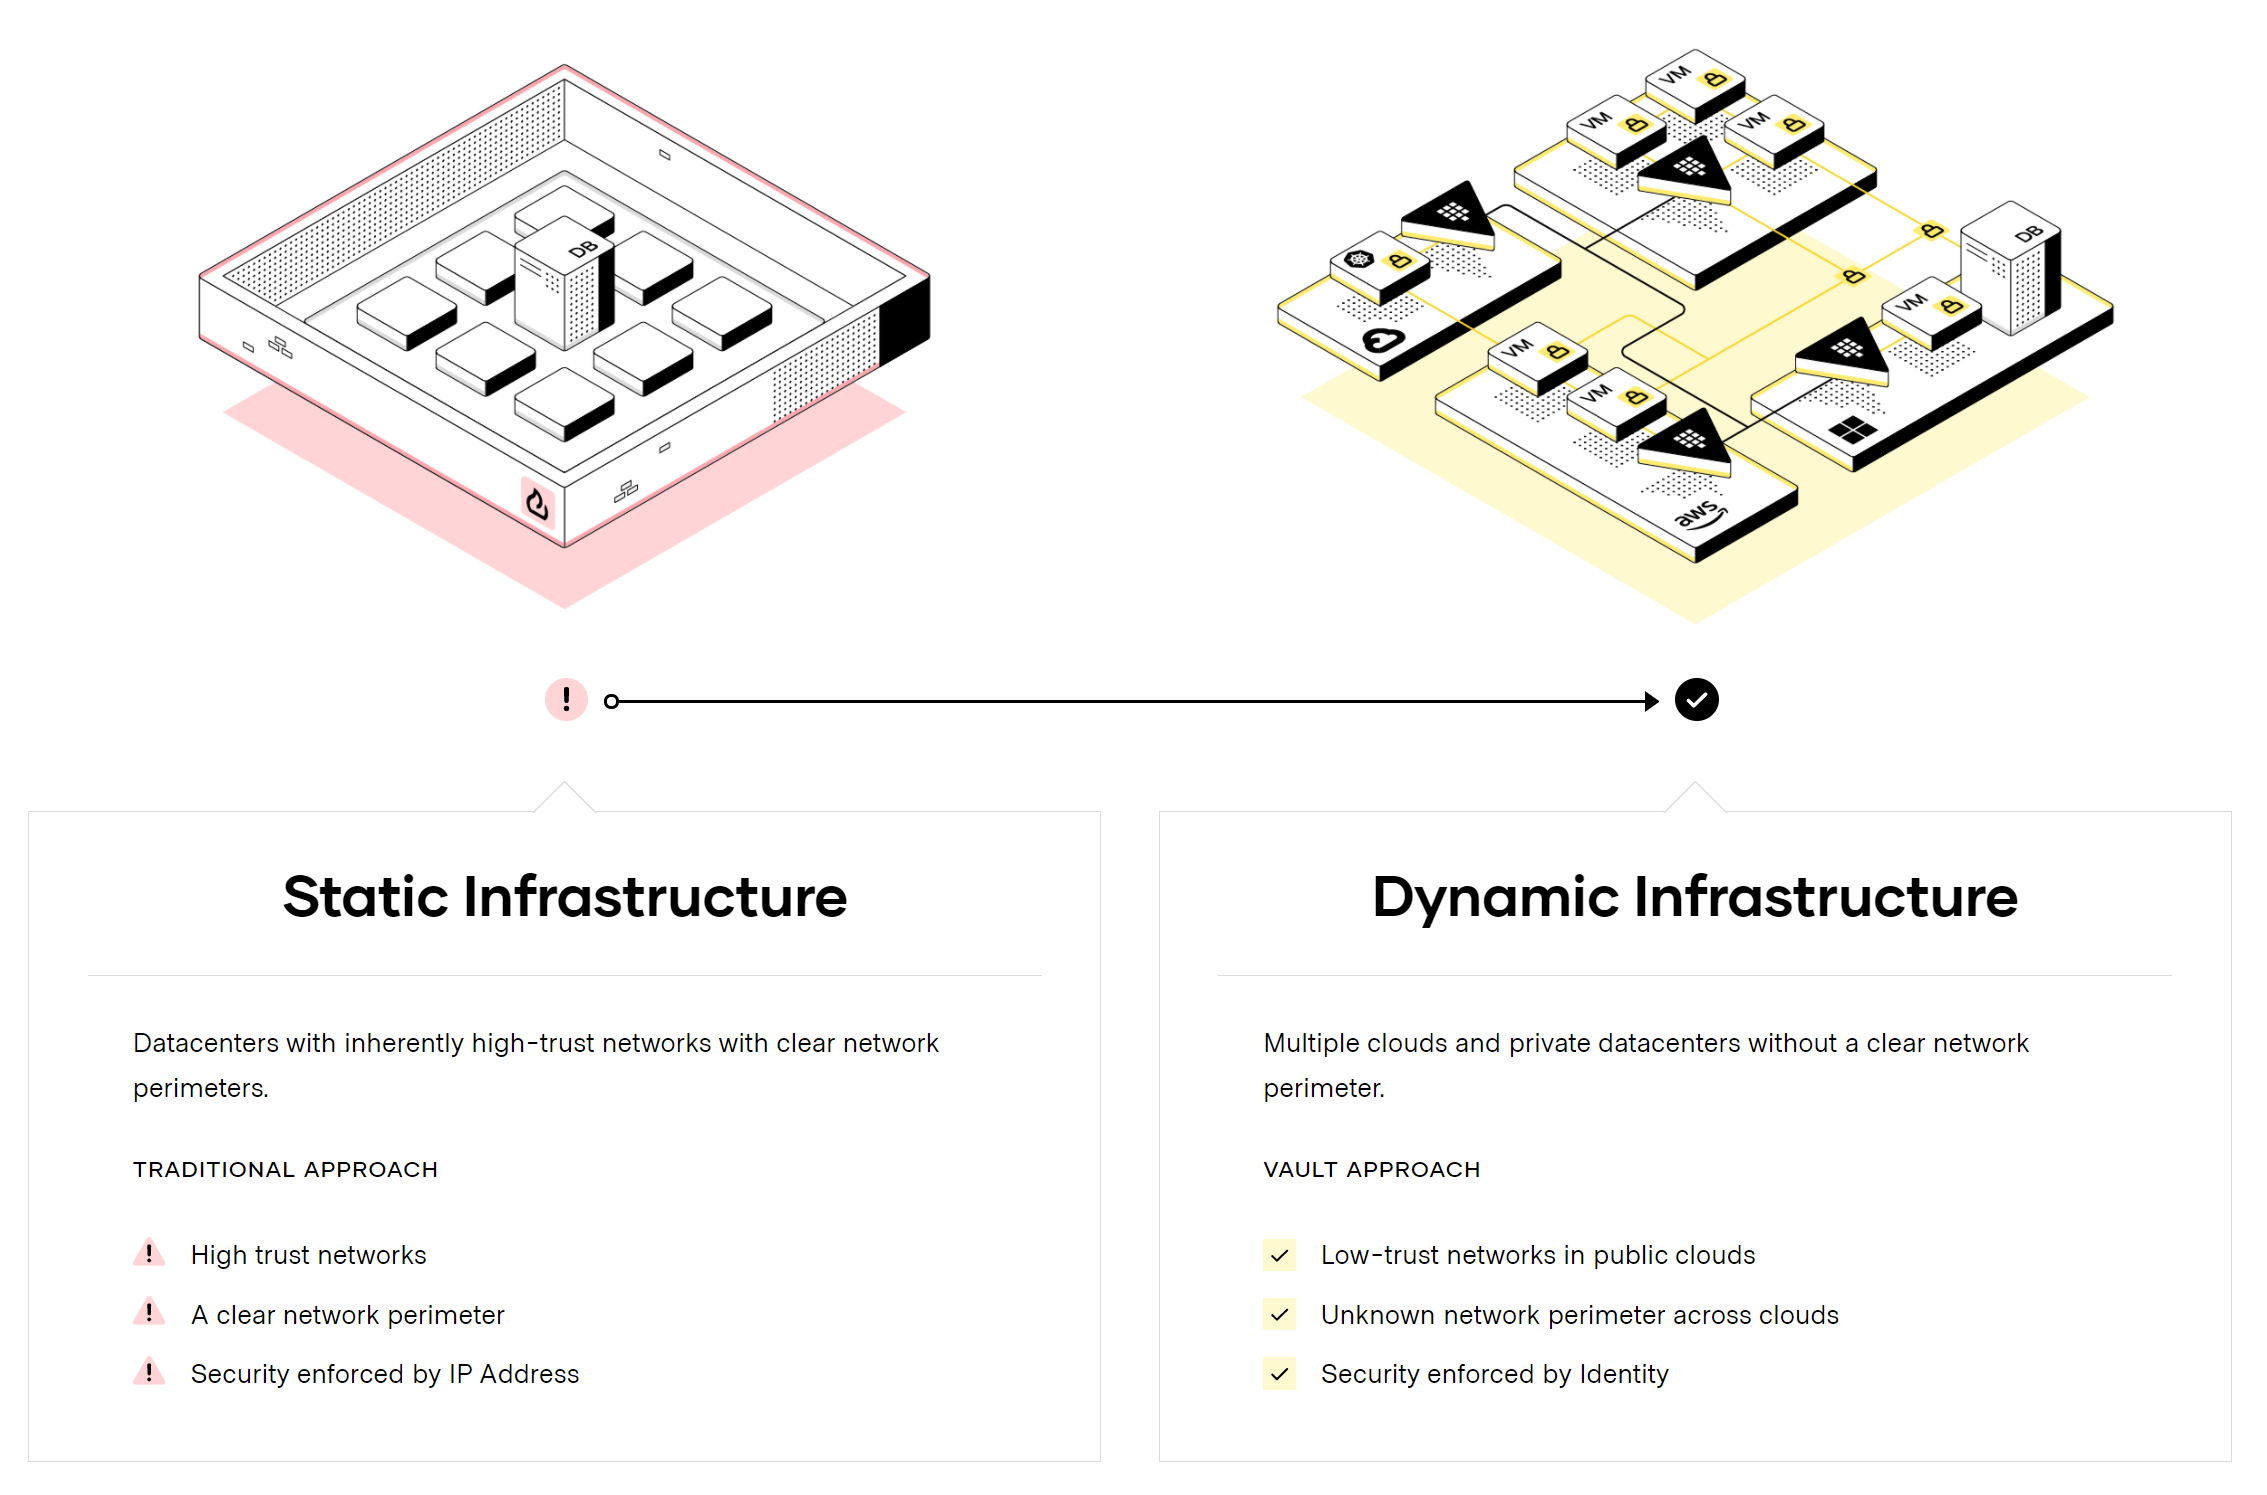 DB
VM
VM
VM
DB
VM
VM
VM
aws
Static Infrastructure
Datacenters with inherently high-trust networks with clear network
perimeters.
TRADITIONAL APPROACH
High trust networks
A clear network perimeter
Security enforced by IP Address
Dynamic Infrastructure
Multiple clouds and private datacenters without a clear network
perimeter.
VAULT APPROACH
Low-trust networks in public clouds
Unknown network perimeter across clouds
Security enforced by Identity